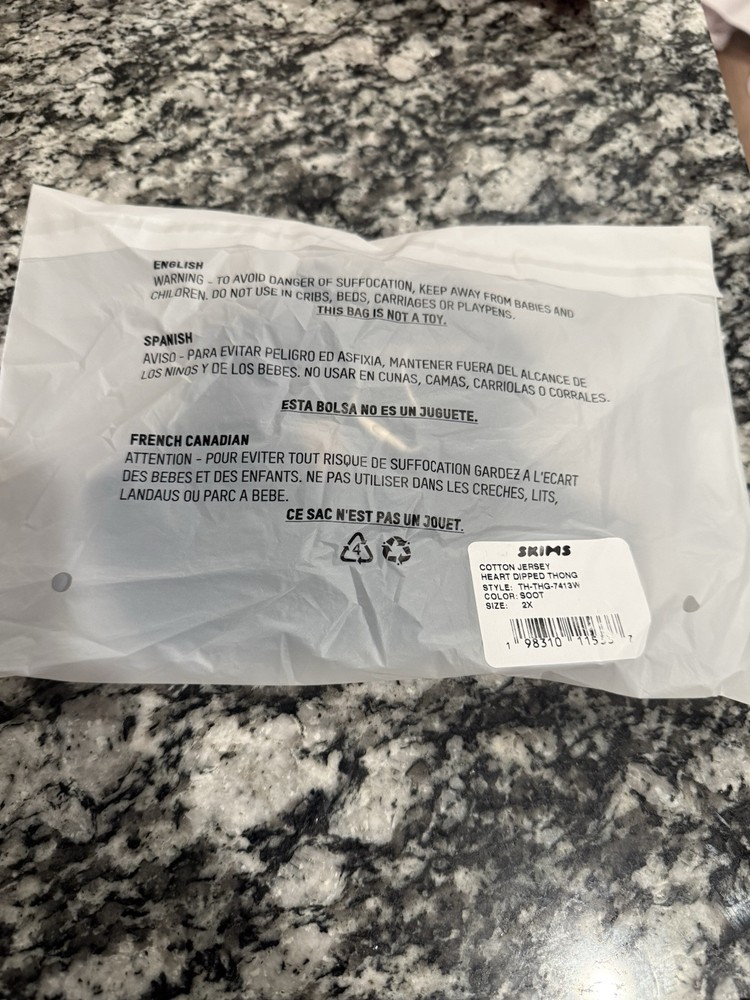 ENGLISH
WARNING - TO AVOID DANGER OF SUFFOCATION, KEEP AWAY FROM BABIES AND
CHILDREN. DO NOT USE IN CRIBS, BEDS, CARRIAGES OR PLAYPENS.
THIS BAG IS NOT A TOY.
SPANISH
AVISO - PARA EVITAR PELIGRO ED ASFIXIA, MANTENER FUERA DEL ALCANCE DE
LOS NINOS Y DE LOS BEBES. NO USAR EN CUNAS, CAMAS, CARRIOLAS O CORRALES.
ESTA BOLSA NO ES UN JUGUETE.
FRENCH CANADIAN
ATTENTION - POUR EVITER TOUT RISQUE DE SUFFOCATION GARDEZ A L'ECART
DES BEBES ET DES ENFANTS. NE PAS UTILISER DANS LES CRECHES, LITS,
LANDAUS OU PARC A BEBE.
CE SAC N'EST PAS UN JOUET.
4
SKIMS
COTTON JERSEY
HEART DIPPED THONG
STYLE: TH-THG-7413W
COLOR: SOOT
SIZE: 2X
1 98310 7